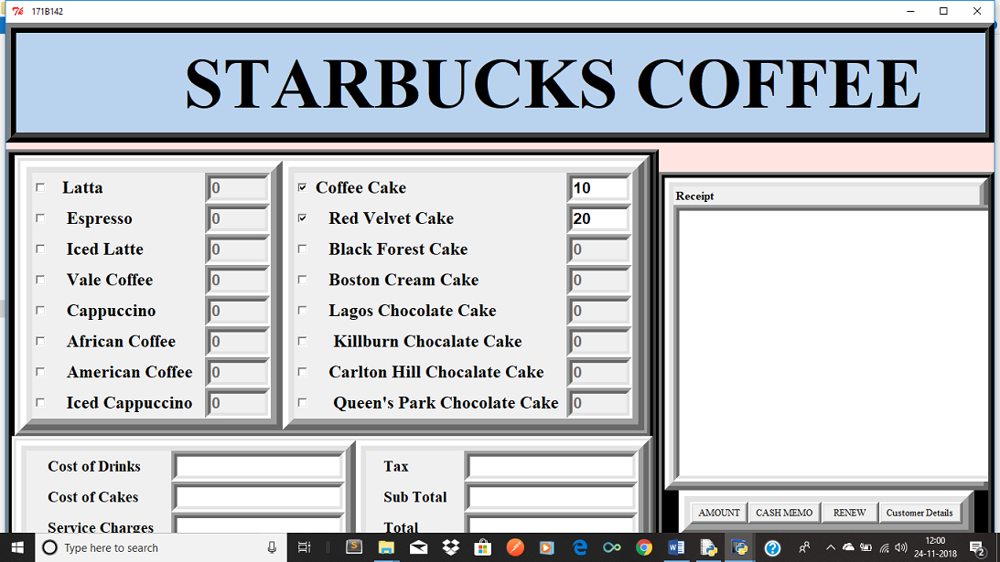 171B142
STARBUCKS COFFEE
Latta 0
Espresso 0
Iced Latte 0
Vale Coffee 0
Cappuccino 0
African Coffee 0
American Coffee 0
Iced Cappuccino 0
Coffee Cake 10
Red Velvet Cake 20
Black Forest Cake 0
Boston Cream Cake 0
Lagos Chocolate Cake 0
Killburn Chocalate Cake 0
Carlton Hill Chocalate Cake 0
Queen's Park Chocolate Cake 0
Receipt
Cost of Drinks
Cost of Cakes
Service Charges
Tax
Sub Total
Total
AMOUNT CASH MEMO RENEW Customer Details
Type here to search
12:00
24-11-2018
2